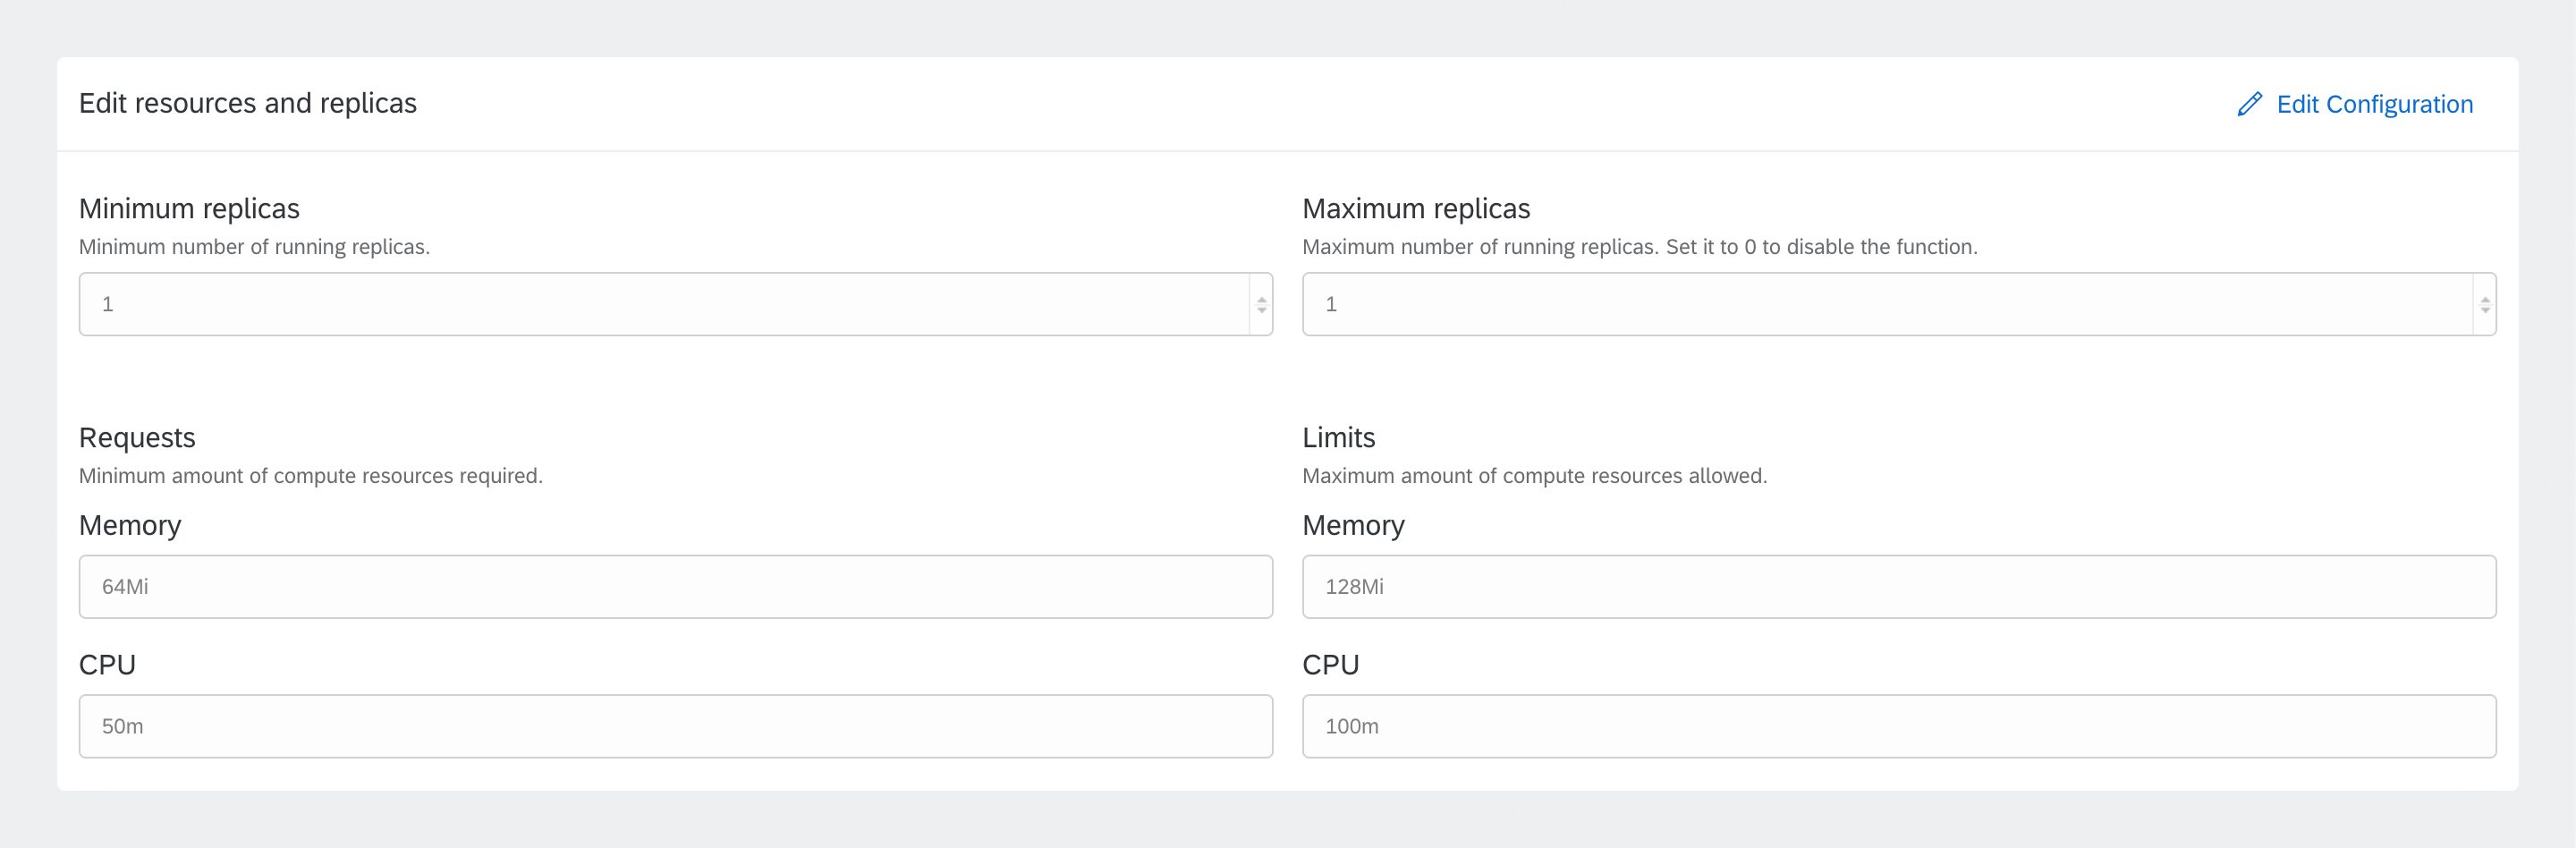 Edit resources and replicas
Edit Configuration
Minimum replicas
Minimum number of running replicas.
1
Maximum replicas
Maximum number of running replicas. Set it to 0 to disable the function.
1
Requests
Minimum amount of compute resources required.
Memory
64Mi
CPU
50m
Limits
Maximum amount of compute resources allowed.
Memory
128Mi
CPU
100m